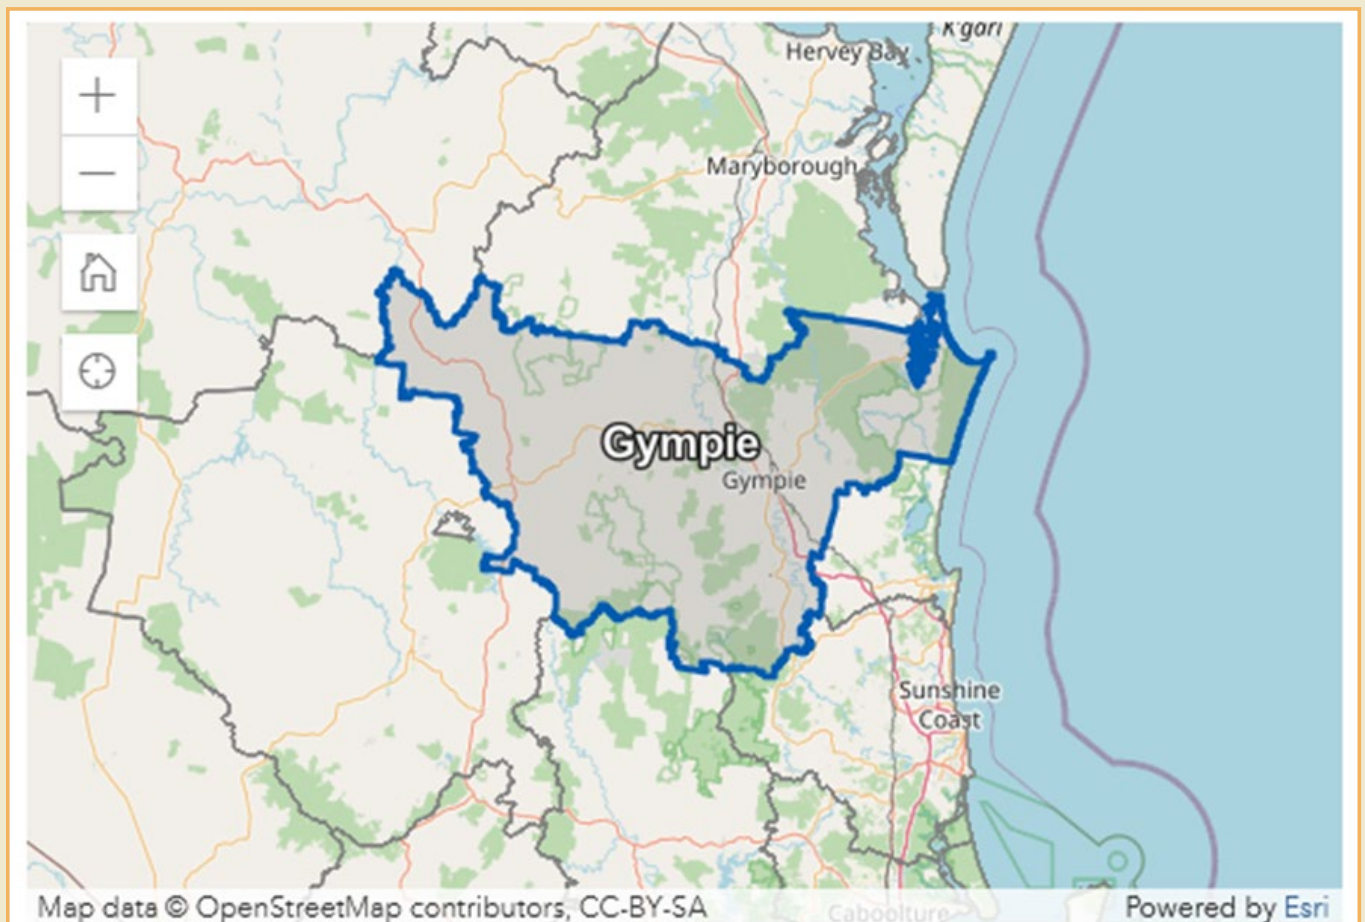 K'gari
Hervey Bay
Maryborough
Gympie
Gympie
Sunshine
Coast
Caboolture
Map data © OpenStreetMap contributors, CC-BY-SA
Powered by Esri